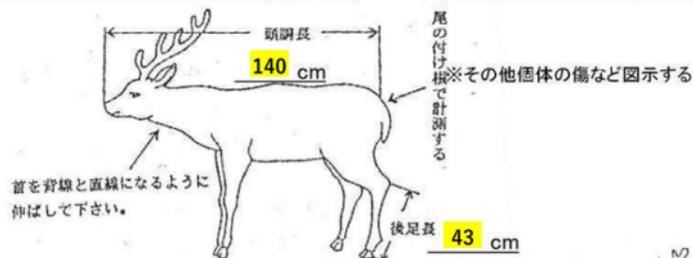 頭胴長
140 cm
尾の付け根で計測する
※その他個体の傷など図示する
首を背線と直線になるように
伸ばして下さい。
後足長
43 cm